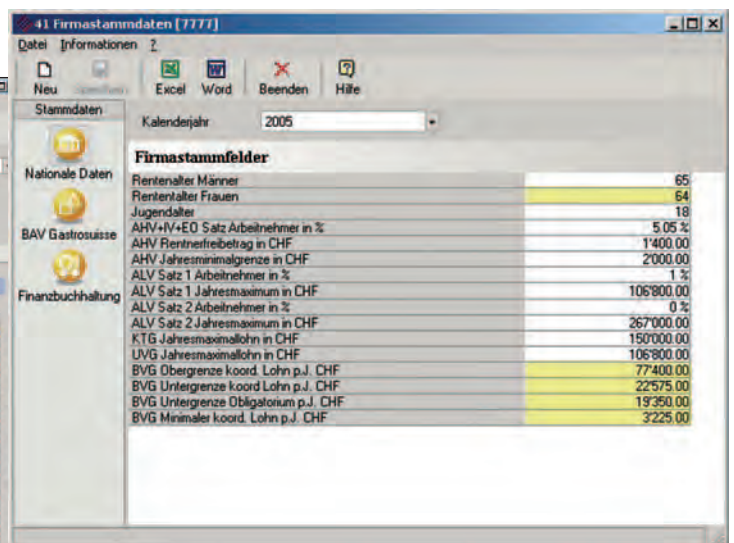 41 Firmastammdaten [7777]
Datei Informationen ?
Neu Speichern Excel Word Beenden Hilfe
Stammdaten
Nationale Daten
BAV Gastrosuisse
Finanzbuchhaltung
Kalenderjahr 2005
Firmastammfelder
Rentenalter Männer 65
Rententalter Frauen 64
Jugendalter 18
AHV+IV+EO Satz Arbeitnehmer in % 5.05 %
AHV Rentnerfreibetrag in CHF 1'400.00
AHV Jahresminimalgrenze in CHF 2'000.00
ALV Satz 1 Arbeitnehmer in % 1 %
ALV Satz 1 Jahresmaximum in CHF 106'800.00
ALV Satz 2 Arbeitnehmer in % 0 %
ALV Satz 2 Jahresmaximum in CHF 267'000.00
KTG Jahresmaximallohn in CHF 150'000.00
UVG Jahresmaximallohn in CHF 106'800.00
BVG Obergrenze koord. Lohn p.J. CHF 77'400.00
BVG Untergrenze koord Lohn p.J. CHF 22'575.00
BVG Untergrenze Obligatorium p.J. CHF 19'350.00
BVG Minimaler koord. Lohn p.J. CHF 3'225.00